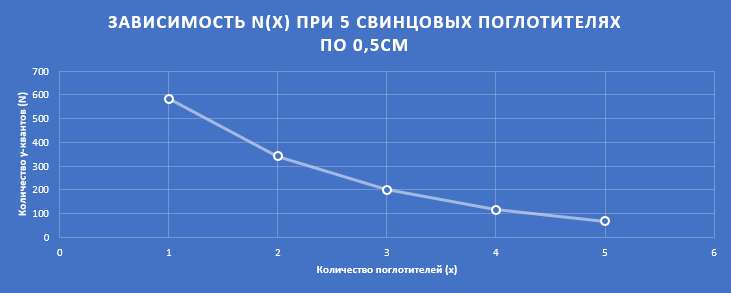 ЗАВИСИМОСТЬ N(X) ПРИ 5 СВИНЦОВЫХ ПОГЛОТИТЕЛЯХ
ПО 0,5СМ
Количество γ-квантов (N)
700
600
500
400
300
200
100
0
0 1 2 3 4 5 6
Количество поглотителей (x)